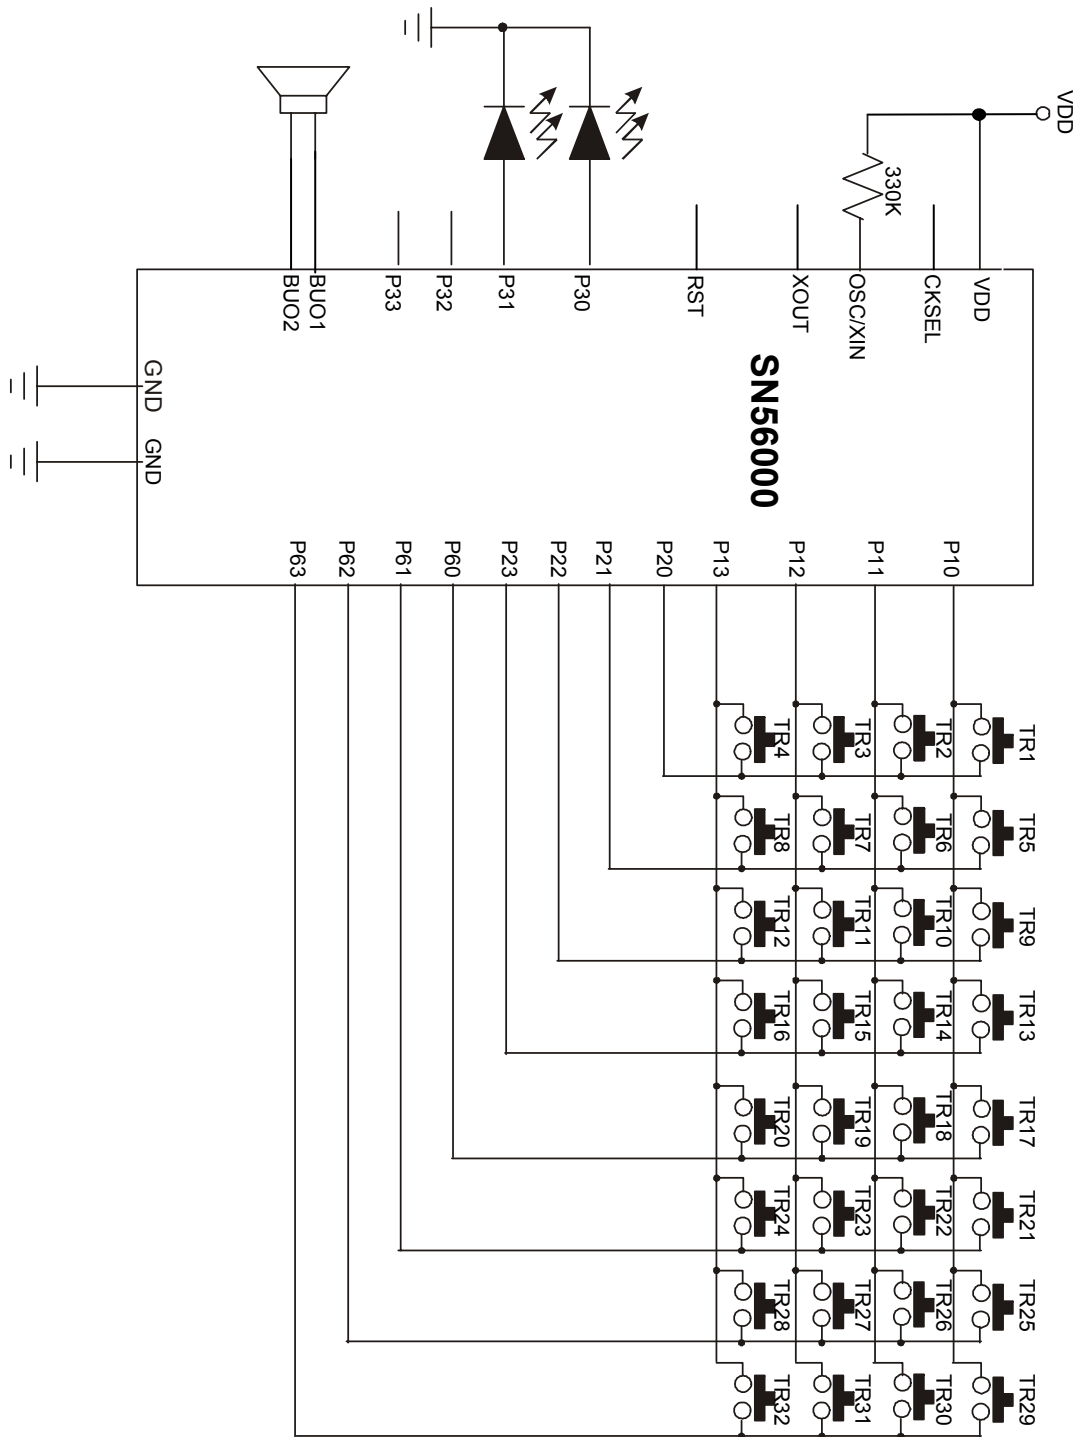 VDD
330K
VDD
CKSEL
OSC/XIN
XOUT
RST
P30
P31
P32
P33
BUO1
BUO2
GND
GND
SN56000
P10
P11
P12
P13
P20
P21
P22
P23
P60
P61
P62
P63
TR1
TR2
TR3
TR4
TR5
TR6
TR7
TR8
TR9
TR10
TR11
TR12
TR13
TR14
TR15
TR16
TR17
TR18
TR19
TR20
TR21
TR22
TR23
TR24
TR25
TR26
TR27
TR28
TR29
TR30
TR31
TR32